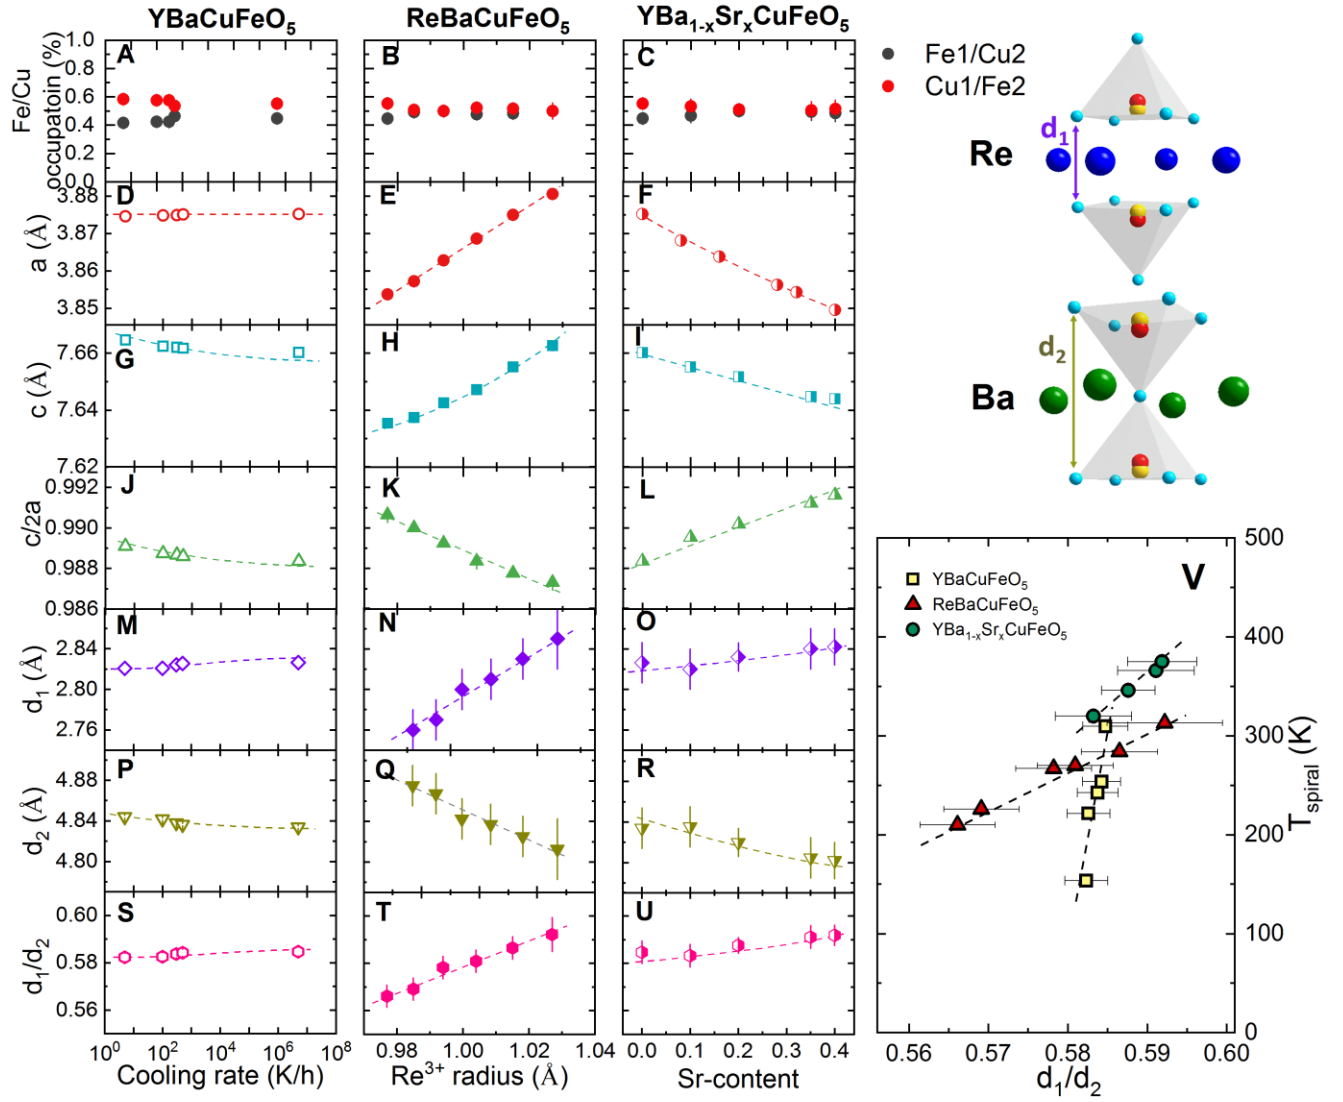 YBaCuFeO5
ReBaCuFeO5
YBa1-xSrxCuFeO5
Fe/Cu
occupatoin (%)
1.0
0.8
0.6
0.4
0.2
0.0
A
B
C
Fe1/Cu2
Cu1/Fe2
a (Å)
3.88
3.87
3.86
3.85
D
E
F
c (Å)
7.66
7.64
7.62
G
H
I
c/2a
0.992
0.990
0.988
0.986
J
K
L
d1 (Å)
2.84
2.80
2.76
M
N
O
d2 (Å)
4.88
4.84
4.80
P
Q
R
d1/d2
0.60
0.58
0.56
S
T
U
10^0 10^2 10^4 10^6 10^8
Cooling rate (K/h)
0.98 1.00 1.02 1.04
Re3+ radius (Å)
0.0 0.1 0.2 0.3 0.4
Sr-content
d1
Re
d2
Ba
V
YBaCuFeO5
ReBaCuFeO5
YBa1-xSrxCuFeO5
500
400
300
200
100
0
Tspiral (K)
0.56 0.57 0.58 0.59 0.60
d1/d2